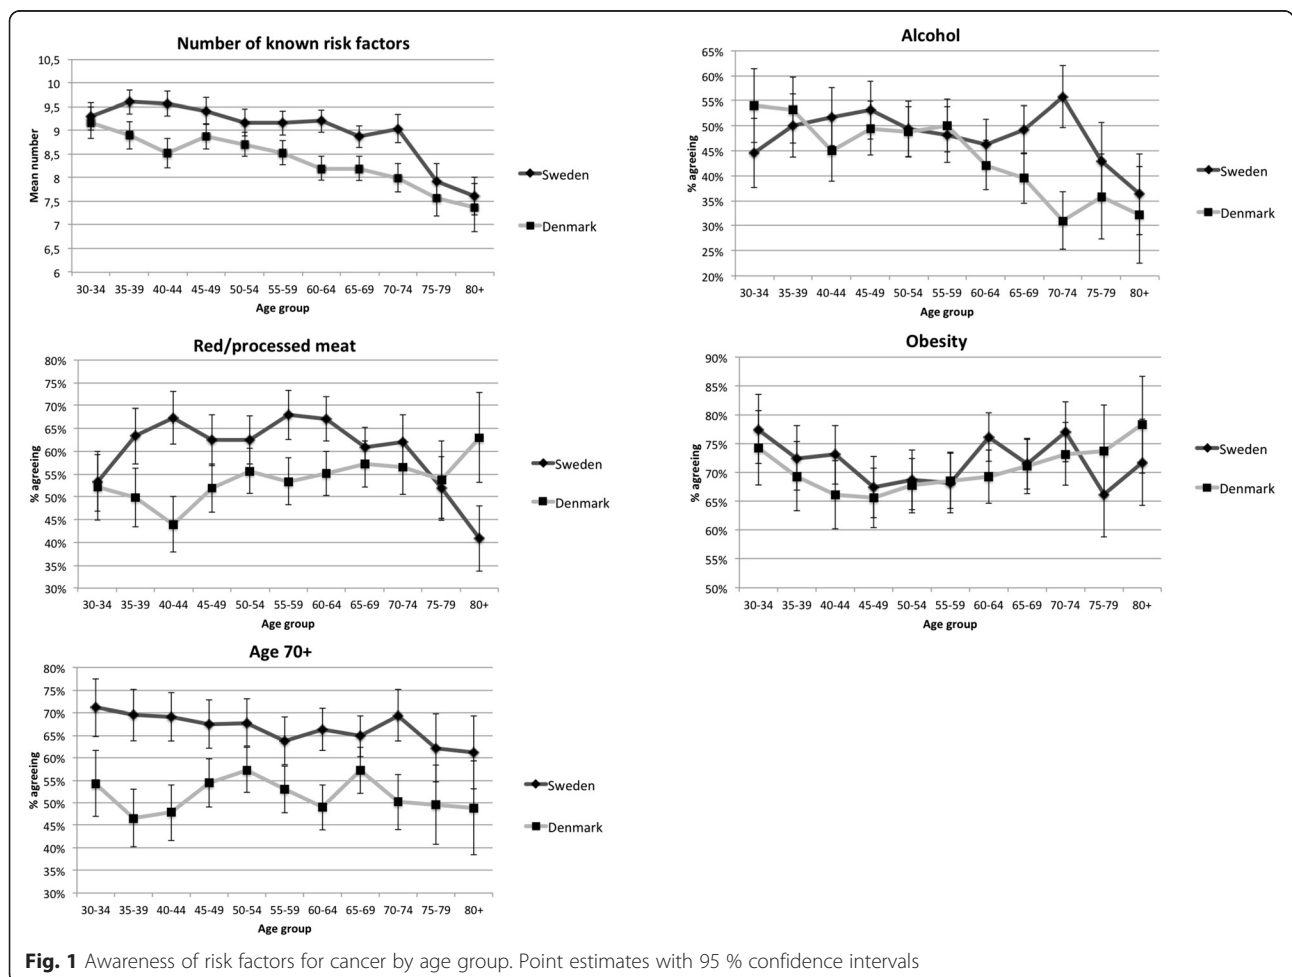 Number of known risk factors
10,5
10
9,5
9
8,5
8
7,5
7
6,5
6
Mean number
30-34 35-39 40-44 45-49 50-54 55-59 60-64 65-69 70-74 75-79 80+
Age group
Sweden
Denmark
Alcohol
65%
60%
55%
50%
45%
40%
35%
30%
25%
20%
% agreeing
30-34 35-39 40-44 45-49 50-54 55-59 60-64 65-69 70-74 75-79 80+
Age group
Sweden
Denmark
Red/processed meat
80%
75%
70%
65%
60%
55%
50%
45%
40%
35%
30%
% agreeing
30-34 35-39 40-44 45-49 50-54 55-59 60-64 65-69 70-74 75-79 80+
Age group
Sweden
Denmark
Obesity
90%
85%
80%
75%
70%
65%
60%
55%
50%
% agreeing
30-34 35-39 40-44 45-49 50-54 55-59 60-64 65-69 70-74 75-79 80+
Age group
Sweden
Denmark
Age 70+
80%
75%
70%
65%
60%
55%
50%
45%
40%
35%
30%
% agreeing
30-34 35-39 40-44 45-49 50-54 55-59 60-64 65-69 70-74 75-79 80+
Age group
Sweden
Denmark
Fig. 1 Awareness of risk factors for cancer by age group. Point estimates with 95 % confidence intervals